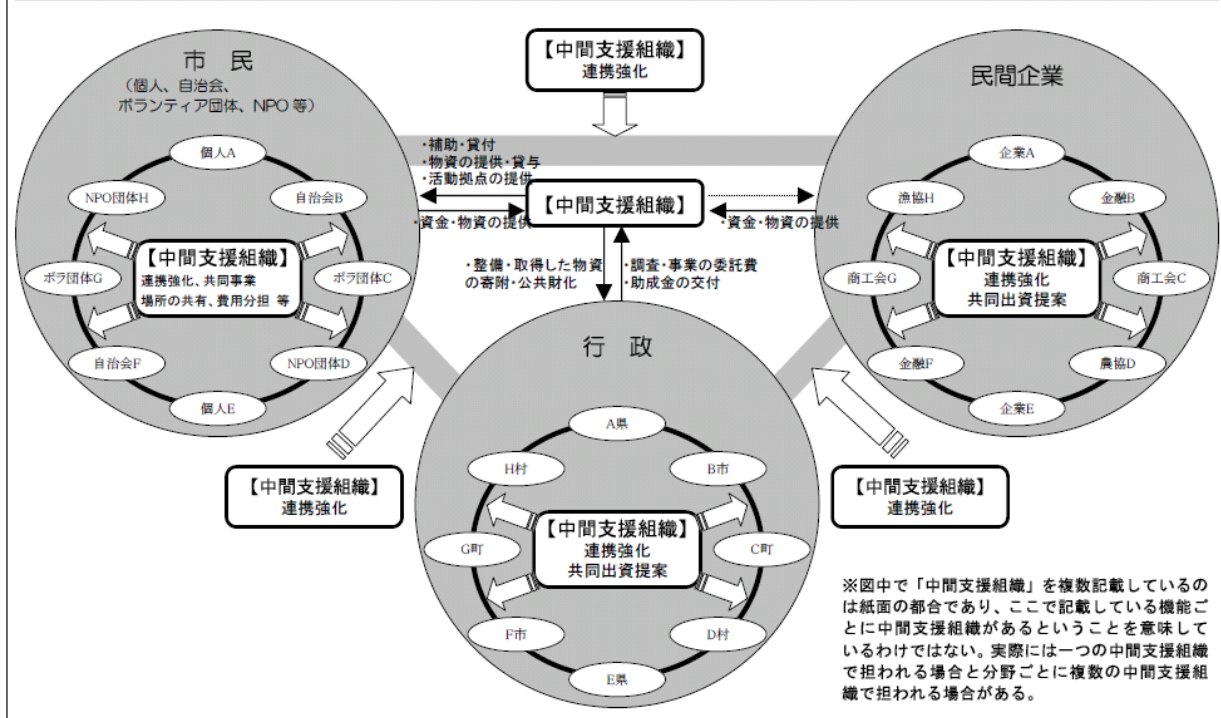 【中間支援組織】
連携強化
市 民
（個人、自治会、
ボランティア団体、NPO 等）
個人A
NPO団体H
自治会B
【中間支援組織】
連携強化、共同事業
場所の共有、費用分担 等
ボラ団体G
ボラ団体C
自治会F
NPO団体D
個人E
・補助・貸付
・物資の提供・貸与
・活動拠点の提供
【中間支援組織】
・資金・物資の提供
・資金・物資の提供
・整備・取得した物資
の寄附・公共財化
・調査・事業の委託費
・助成金の交付
民間企業
企業A
漁協H
金融B
【中間支援組織】
連携強化
共同出資提案
商工会G
商工会C
金融F
農協D
企業E
【中間支援組織】
連携強化
行 政
A県
H村
B市
【中間支援組織】
連携強化
共同出資提案
G町
C町
F市
D村
E県
【中間支援組織】
連携強化
※図中で「中間支援組織」を複数記載しているの
は紙面の都合であり、ここで記載している機能ご
とに中間支援組織があるということを意味して
いるわけではない。実際には一つの中間支援組織
で担われる場合と分野ごとに複数の中間支援組
織で担われる場合がある。